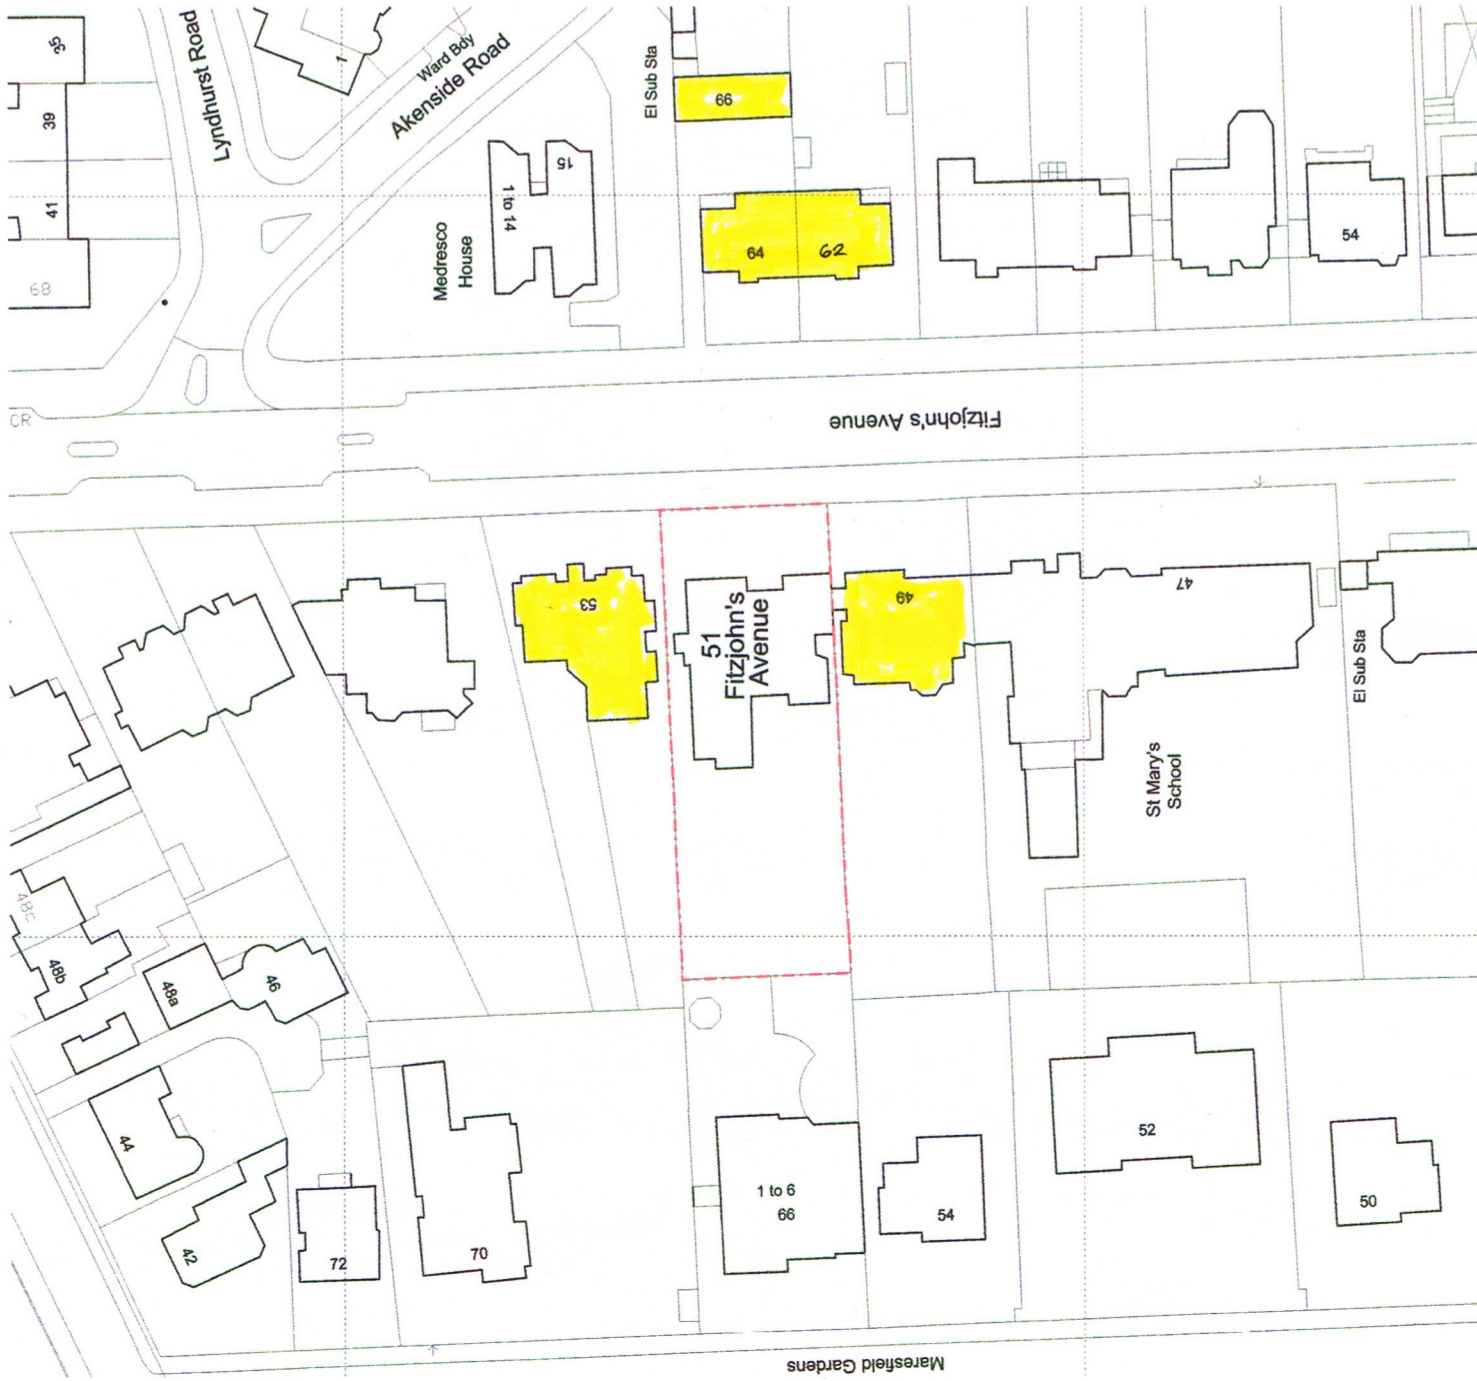 35
39
41
68
Lyndhurst Road
1
Ward Bdy
Akenside Road
El Sub Sta
66
Medresco
House
1 to 14
15
64
62
54
CR
Fitzjohn's Avenue
53
51
Fitzjohn's
Avenue
49
47
El Sub Sta
St Mary's
School
48c
48b
48a
46
44
42
72
70
1 to 6
66
54
52
50
Maresfield Gardens